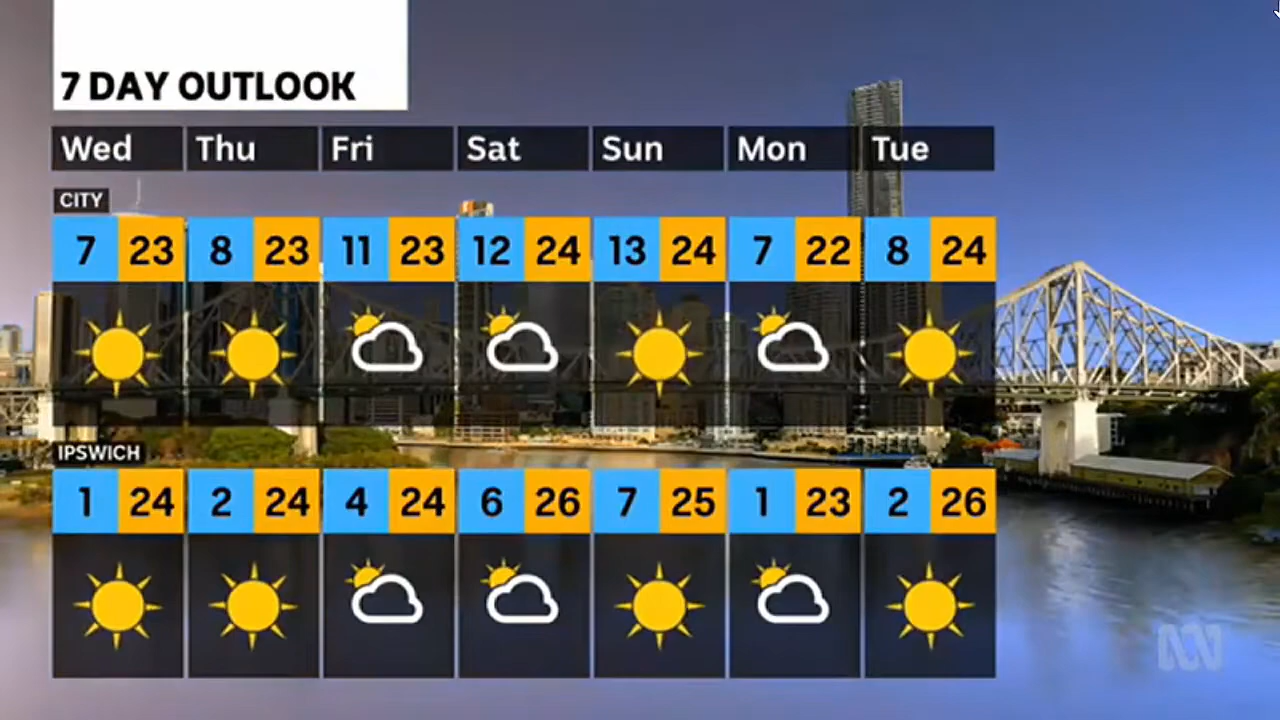 7 DAY OUTLOOK
Wed Thu Fri Sat Sun Mon Tue
CITY
7 23 8 23 11 23 12 24 13 24 7 22 8 24
IPSWICH
1 24 2 24 4 24 6 26 7 25 1 23 2 26